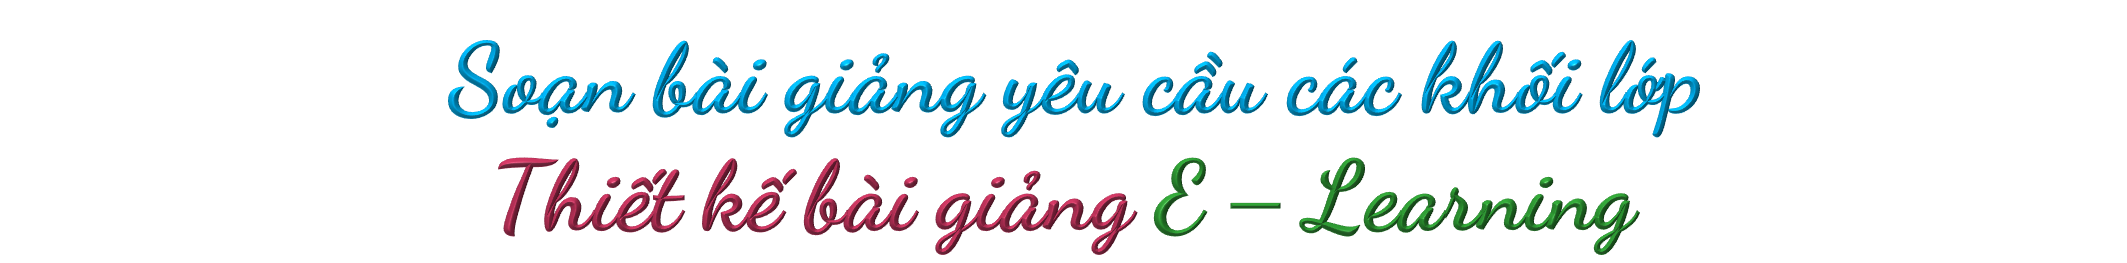 Soạn bài giảng yêu cầu các khối lớp
Thiết kế bài giảng E – Learning